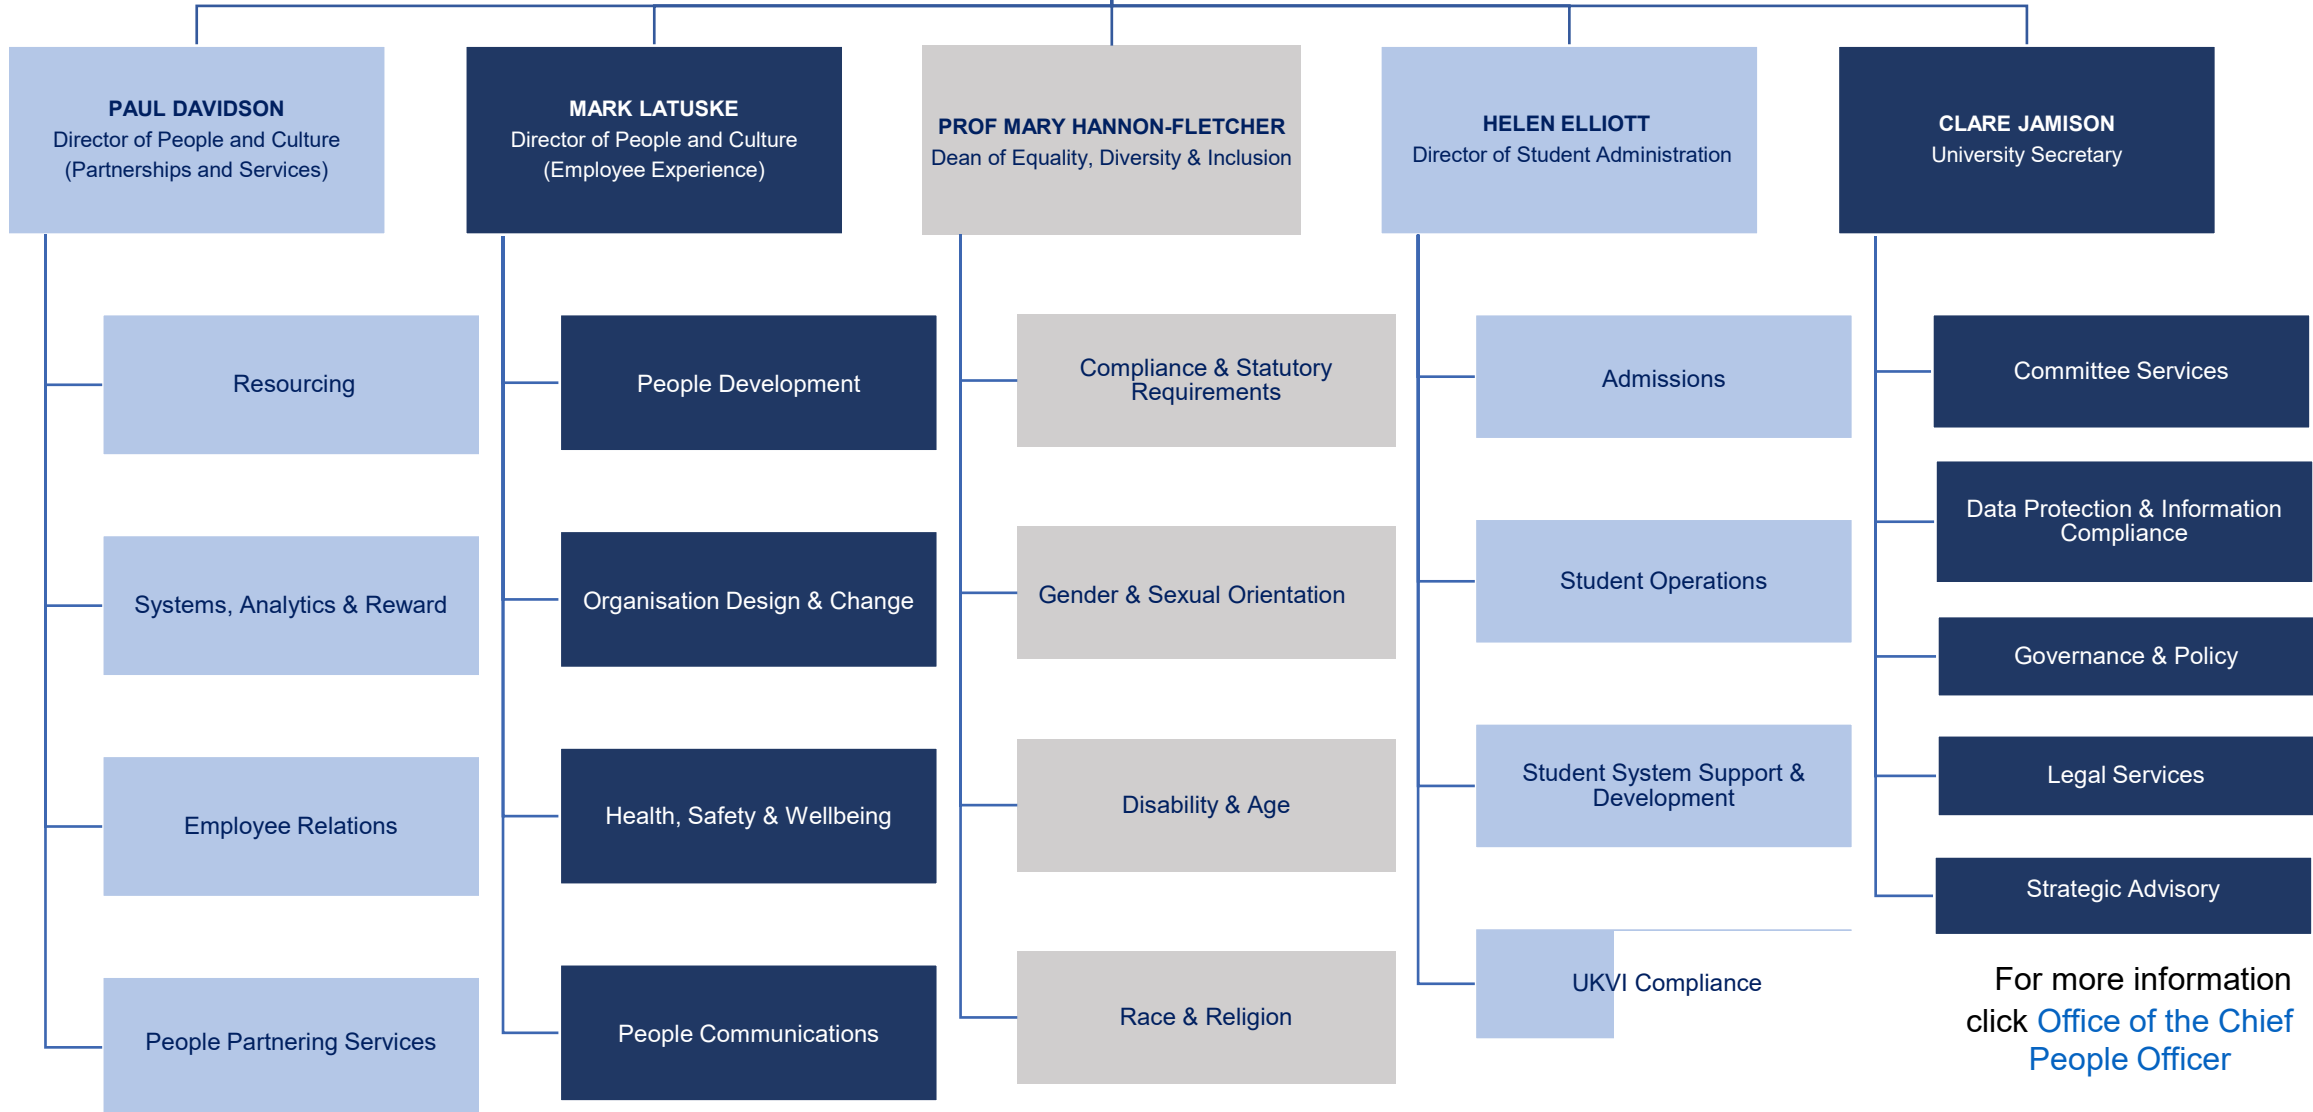 PAUL DAVIDSON
Director of People and Culture
(Partnerships and Services)
MARK LATUSKE
Director of People and Culture
(Employee Experience)
PROF MARY HANNON-FLETCHER
Dean of Equality, Diversity & Inclusion
HELEN ELLIOTT
Director of Student Administration
CLARE JAMISON
University Secretary
Resourcing
Systems, Analytics & Reward
Employee Relations
People Partnering Services
People Development
Organisation Design & Change
Health, Safety & Wellbeing
People Communications
Compliance & Statutory
Requirements
Gender & Sexual Orientation
Disability & Age
Race & Religion
Admissions
Student Operations
Student System Support &
Development
UKVI Compliance
Committee Services
Data Protection & Information
Compliance
Governance & Policy
Legal Services
Strategic Advisory
For more information
click Office of the Chief
People Officer